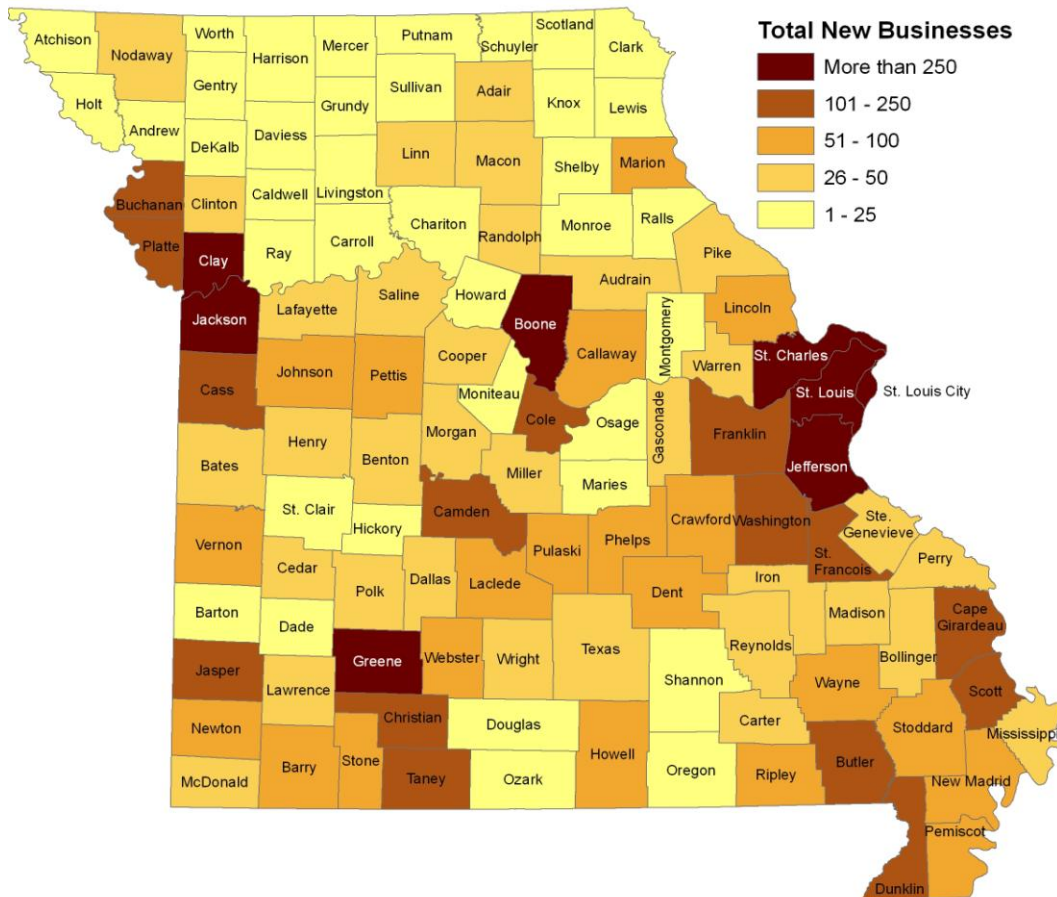 Total New Businesses
More than 250
101 - 250
51 - 100
26 - 50
1 - 25
Atchison
Nodaway
Worth
Harrison
Mercer
Putnam
Schuyler
Scotland
Clark
Holt
Gentry
Sullivan
Adair
Knox
Lewis
Andrew
DeKalb
Daviess
Grundy
Linn
Macon
Shelby
Marion
Buchanan
Clinton
Caldwell
Livingston
Chariton
Randolph
Monroe
Ralls
Platte
Clay
Ray
Carroll
Pike
Audrain
Jackson
Lafayette
Saline
Howard
Boone
Callaway
Montgomery
Lincoln
Cass
Johnson
Pettis
Cooper
Moniteau
Cole
Osage
Gasconade
Warren
St. Charles
St. Louis
St. Louis City
Bates
Henry
Benton
Morgan
Miller
Maries
Franklin
Jefferson
St. Clair
Hickory
Camden
Pulaski
Phelps
Crawford
Washington
Ste.
Genevieve
St.
Francois
Perry
Vernon
Cedar
Polk
Dallas
Laclede
Dent
Iron
Madison
Cape
Girardeau
Barton
Dade
Greene
Webster
Wright
Texas
Shannon
Reynolds
Bollinger
Wayne
Scott
Jasper
Lawrence
Christian
Douglas
Carter
Stoddard
Mississippi
Newton
Barry
Stone
Taney
Ozark
Howell
Oregon
Ripley
Butler
New Madrid
McDonald
Pemiscot
Dunklin